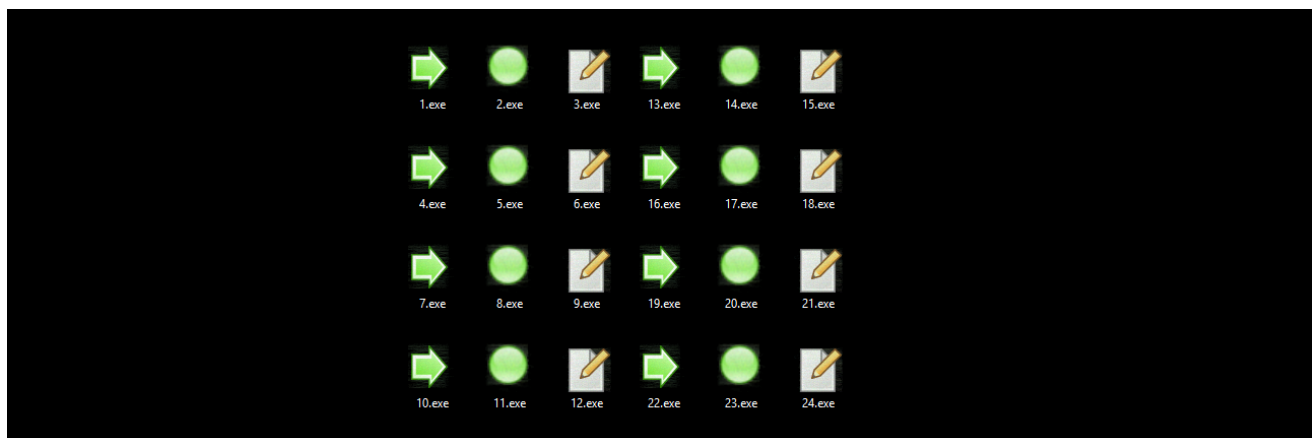 1.exe 2.exe 3.exe 13.exe 14.exe 15.exe
4.exe 5.exe 6.exe 16.exe 17.exe 18.exe
7.exe 8.exe 9.exe 19.exe 20.exe 21.exe
10.exe 11.exe 12.exe 22.exe 23.exe 24.exe